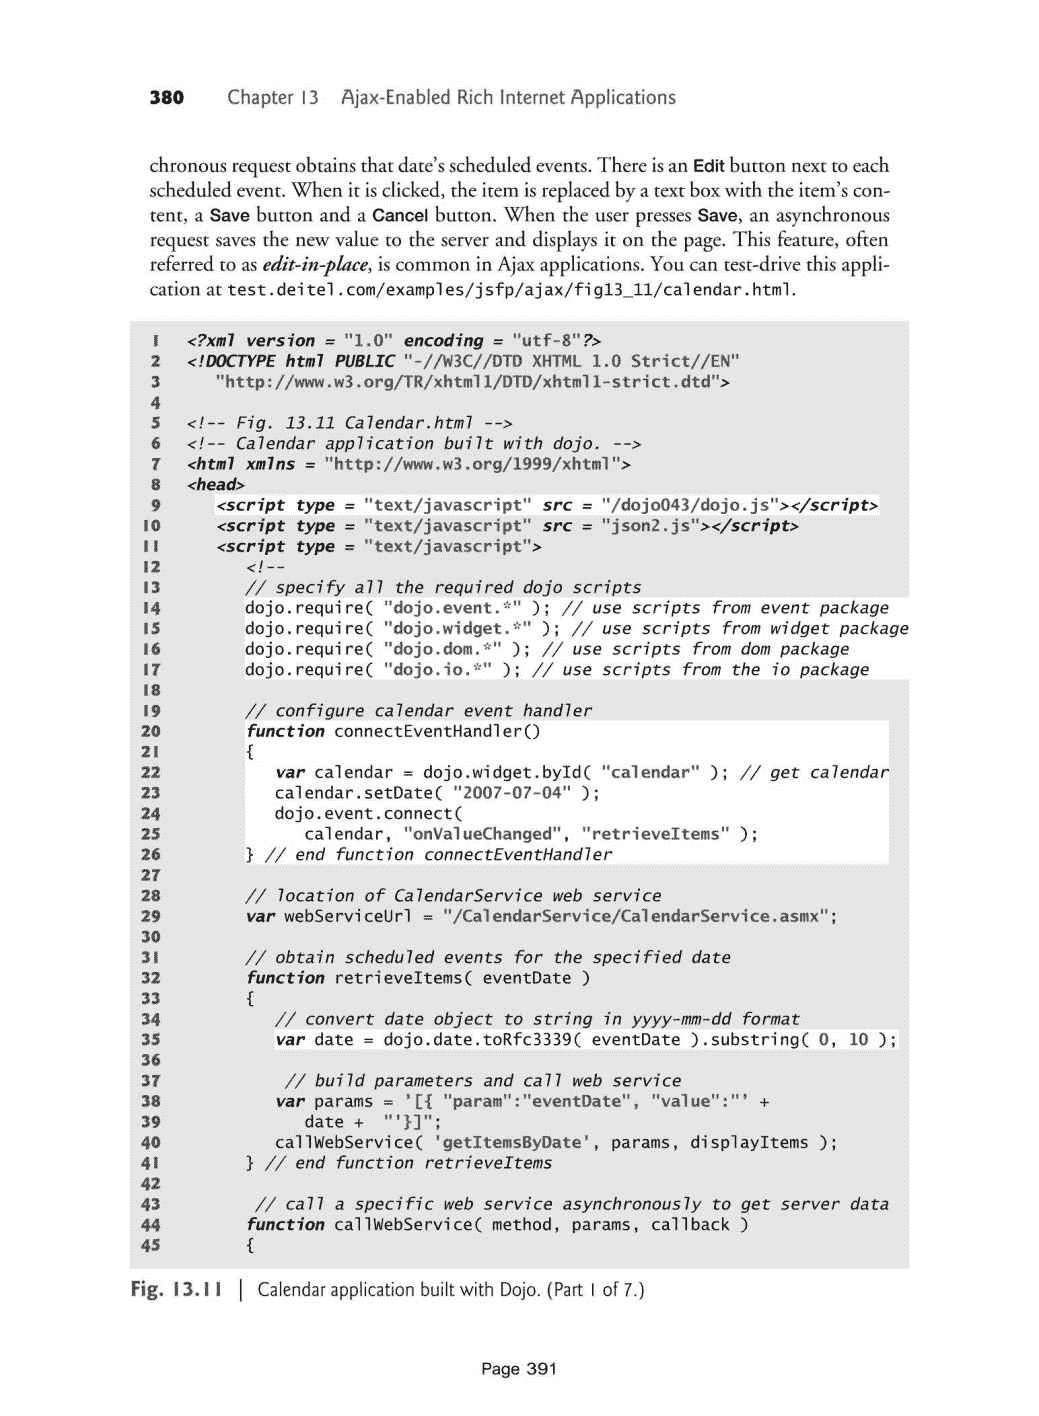 380 Chapter 13 Ajax-Enabled Rich Internet Applications
chronous request obtains that date's scheduled events. There is an Edit button next to each
scheduled event. When it is clicked, the item is replaced by a text box with the item's con-
tent, a Save button and a Cancel button. When the user presses Save, an asynchronous
request saves the new value to the server and displays it on the page. This feature, often
referred to as edit-in-place, is common in Ajax applications. You can test-drive this appli-
cation at test.deitel.com/examples/jsfp/ajax/fig13_11/calendar.html.
1 <?xml version = "1.0" encoding = "utf-8"?>
2 <!DOCTYPE html PUBLIC "-//W3C//DTD XHTML 1.0 Strict//EN"
3 "http://www.w3.org/TR/xhtml1/DTD/xhtml1-strict.dtd">
4
5 <!-- Fig. 13.11 Calendar.html -->
6 <!-- Calendar application built with dojo. -->
7 <html xmlns = "http://www.w3.org/1999/xhtml">
8 <head>
9 <script type = "text/javascript" src = "/dojo043/dojo.js"></script>
10 <script type = "text/javascript" src = "json2.js"></script>
11 <script type = "text/javascript">
12 <!--
13 // specify all the required dojo scripts
14 dojo.require( "dojo.event.*" ); // use scripts from event package
15 dojo.require( "dojo.widget.*" ); // use scripts from widget package
16 dojo.require( "dojo.dom.*" ); // use scripts from dom package
17 dojo.require( "dojo.io.*" ); // use scripts from the io package
18
19 // configure calendar event handler
20 function connectEventHandler()
21 {
22 var calendar = dojo.widget.byId( "calendar" ); // get calendar
23 calendar.setDate( "2007-07-04" );
24 dojo.event.connect(
25 calendar, "onValueChanged", "retrieveItems" );
26 } // end function connectEventHandler
27
28 // location of CalendarService web service
29 var webServiceUrl = "/CalendarService/CalendarService.asmx";
30
31 // obtain scheduled events for the specified date
32 function retrieveItems( eventDate )
33 {
34 // convert date object to string in yyyy-mm-dd format
35 var date = dojo.date.toRfc3339( eventDate ).substring( 0, 10 );
36
37 // build parameters and call web service
38 var params = '[{ "param":"eventDate", "value":"' +
39 date + "'}]";
40 callWebService( 'getItemsByDate', params, displayItems );
41 } // end function retrieveItems
42
43 // call a specific web service asynchronously to get server data
44 function callWebService( method, params, callback )
45 {
Fig. 13.11 | Calendar application built with Dojo. (Part 1 of 7.)
Page 391